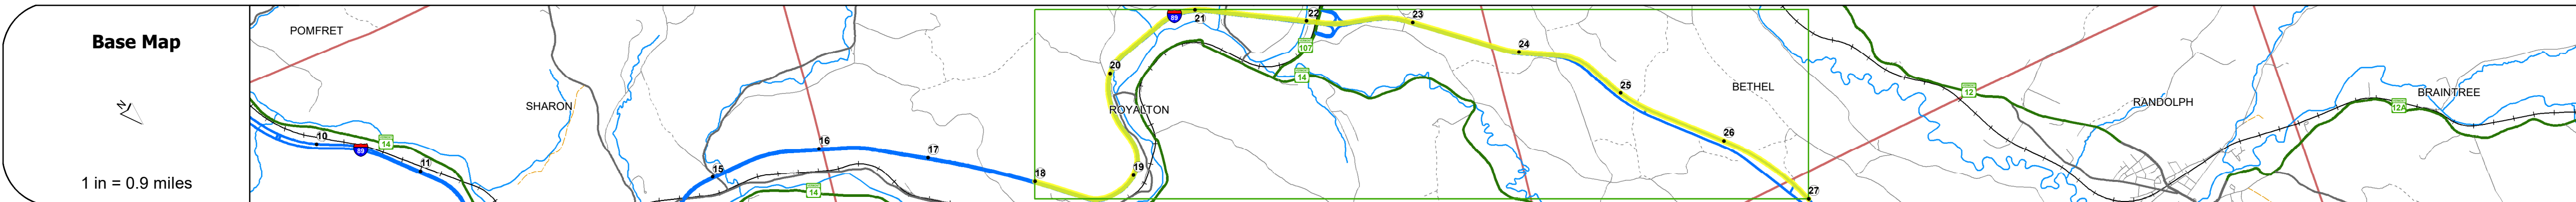 Base Map
N
1 in = 0.9 miles
POMFRET
10
89
14
11
SHARON
15
16
14
17
18
19
20
ROYALTON
89
21
22
107
14
23
24
25
BETHEL
26
27
12
RANDOLPH
12A
BRAINTREE